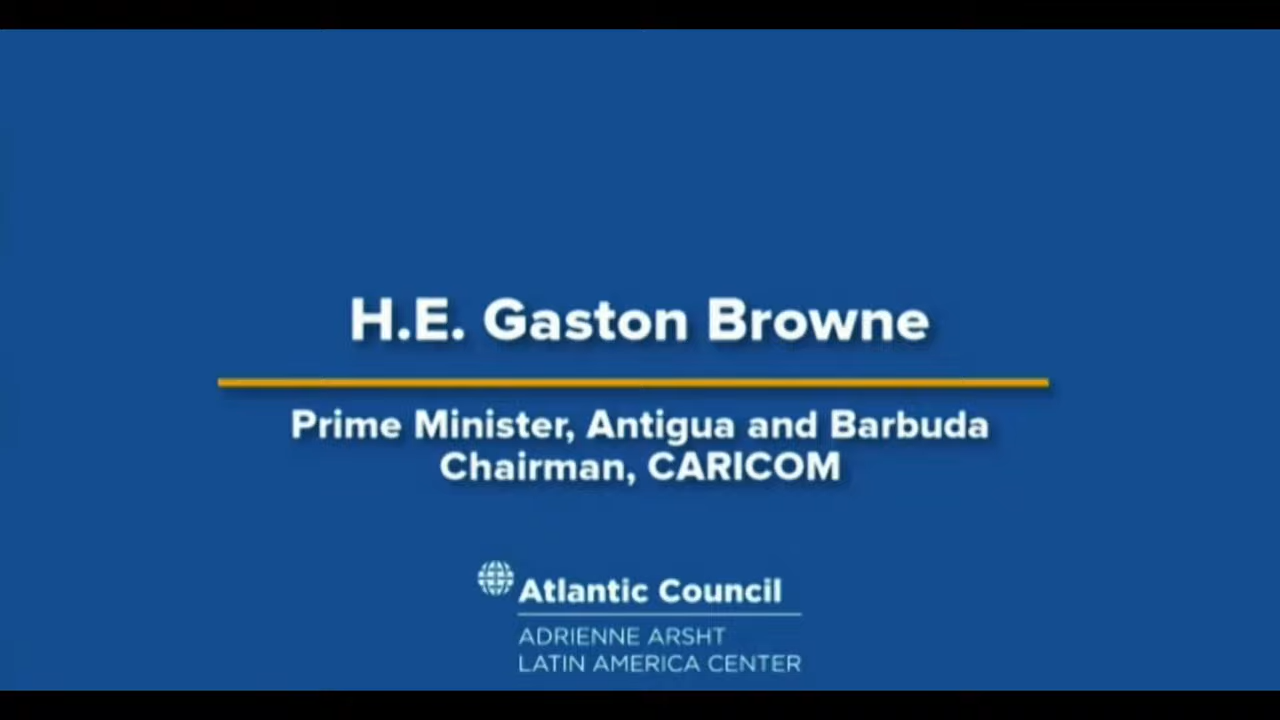 H.E. Gaston Browne
Prime Minister, Antigua and Barbuda
Chairman, CARICOM
Atlantic Council
ADRIENNE ARSHT
LATIN AMERICA CENTER